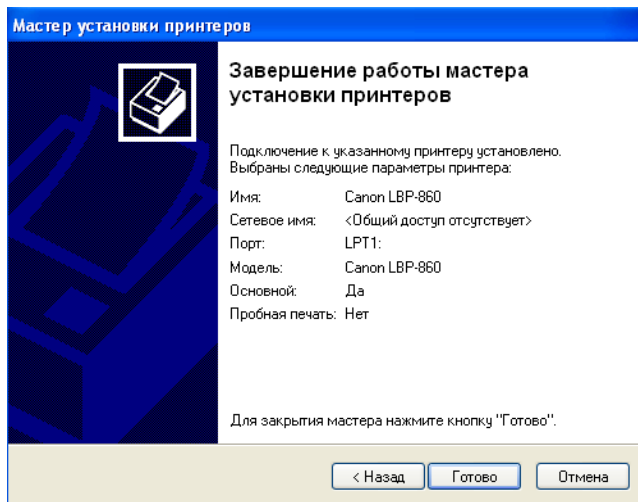 Мастер установки принтеров
Завершение работы мастера
установки принтеров
Подключение к указанному принтеру установлено.
Выбраны следующие параметры принтера:
Имя: Canon LBP-860
Сетевое имя: <Общий доступ отсутствует>
Порт: LPT1:
Модель: Canon LBP-860
Основной: Да
Пробная печать: Нет
Для закрытия мастера нажмите кнопку "Готово".
< Назад Готово Отмена